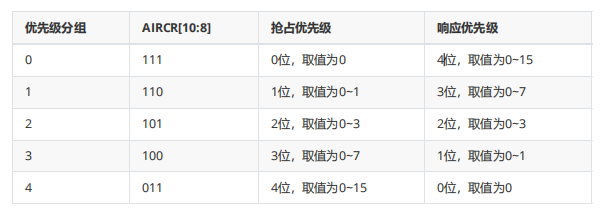 优先级分组 AIRCR[10:8] 抢占优先级 响应优先级
0 111 0位，取值为0 4位，取值为0~15
1 110 1位，取值为0~1 3位，取值为0~7
2 101 2位，取值为0~3 2位，取值为0~3
3 100 3位，取值为0~7 1位，取值为0~1
4 011 4位，取值为0~15 0位，取值为0